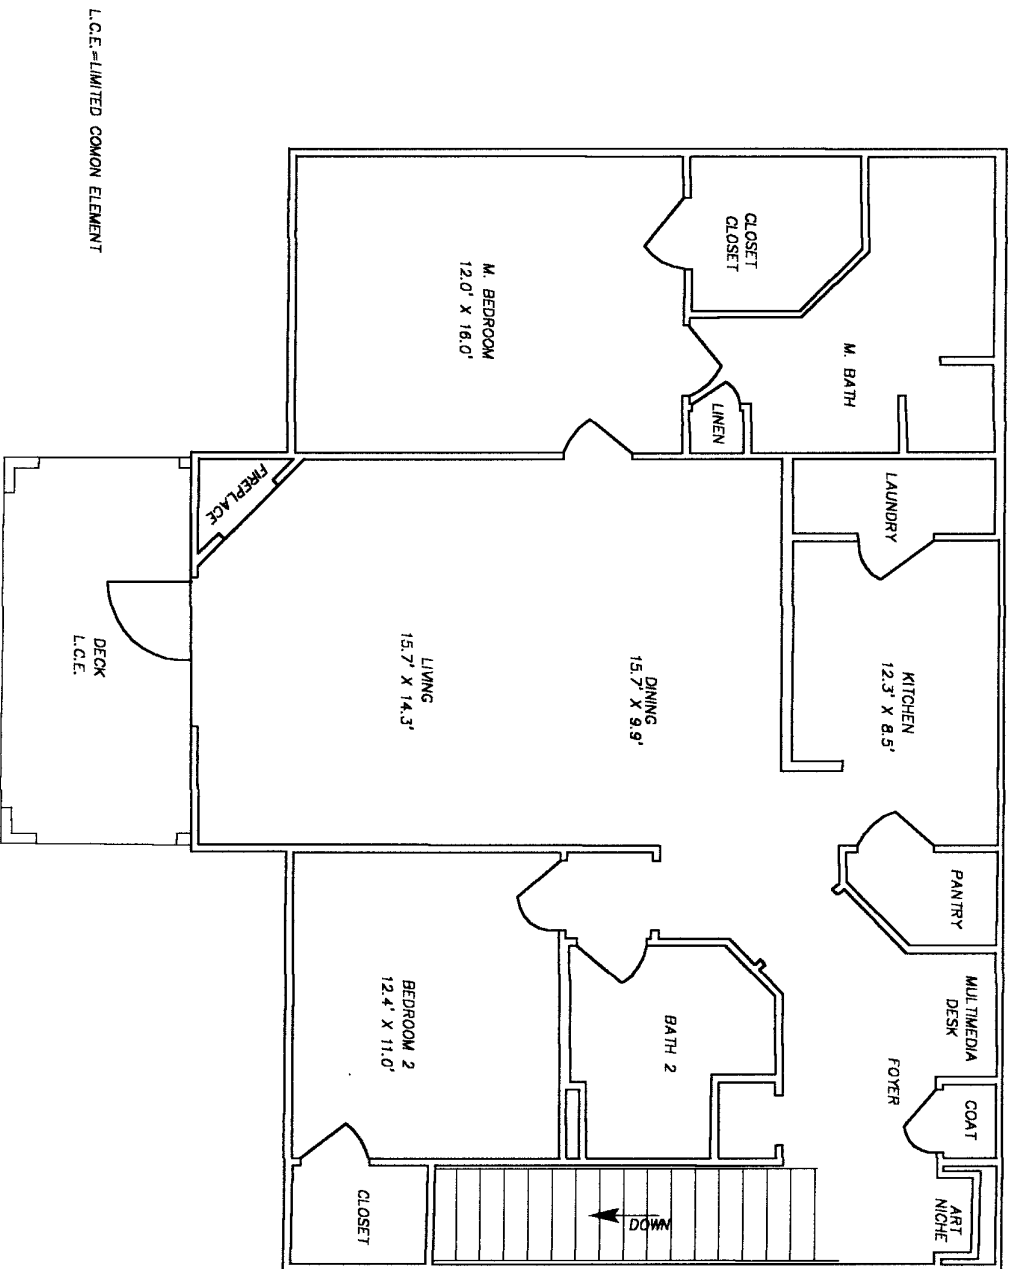 L.C.E.=LIMITED COMON ELEMENT
CLOSET
CLOSET
M. BEDROOM
12.0' X 16.0'
M. BATH
LINEN
FIREPLACE
LAUNDRY
DECK
L.C.E.
LIVING
15.7' X 14.3'
DINING
15.7' X 9.9'
KITCHEN
12.3' X 8.5'
PANTRY
MULTIMEDIA
DESK
BEDROOM 2
12.4' X 11.0'
BATH 2
FOYER
COAT
CLOSET
DOWN
ART
NICHE